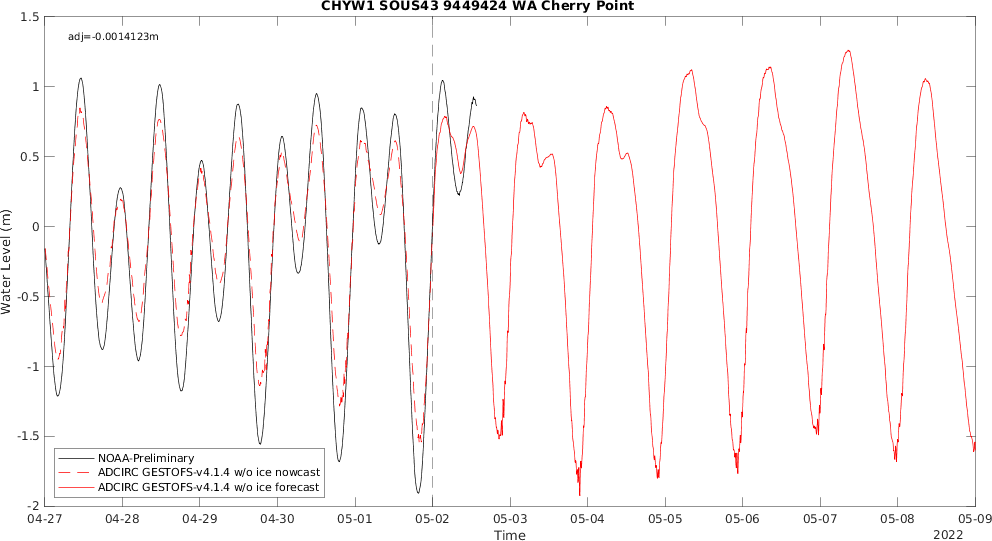 CHYW1 SOUS43 9449424 WA Cherry Point
adj=-0.0014123m
1.5
1
0.5
0
-0.5
-1
-1.5
-2
Water Level (m)
NOAA-Preliminary
ADCIRC GESTOFS-v4.1.4 w/o ice nowcast
ADCIRC GESTOFS-v4.1.4 w/o ice forecast
04-27 04-28 04-29 04-30 05-01 05-02 05-03 05-04 05-05 05-06 05-07 05-08 05-09
Time
2022